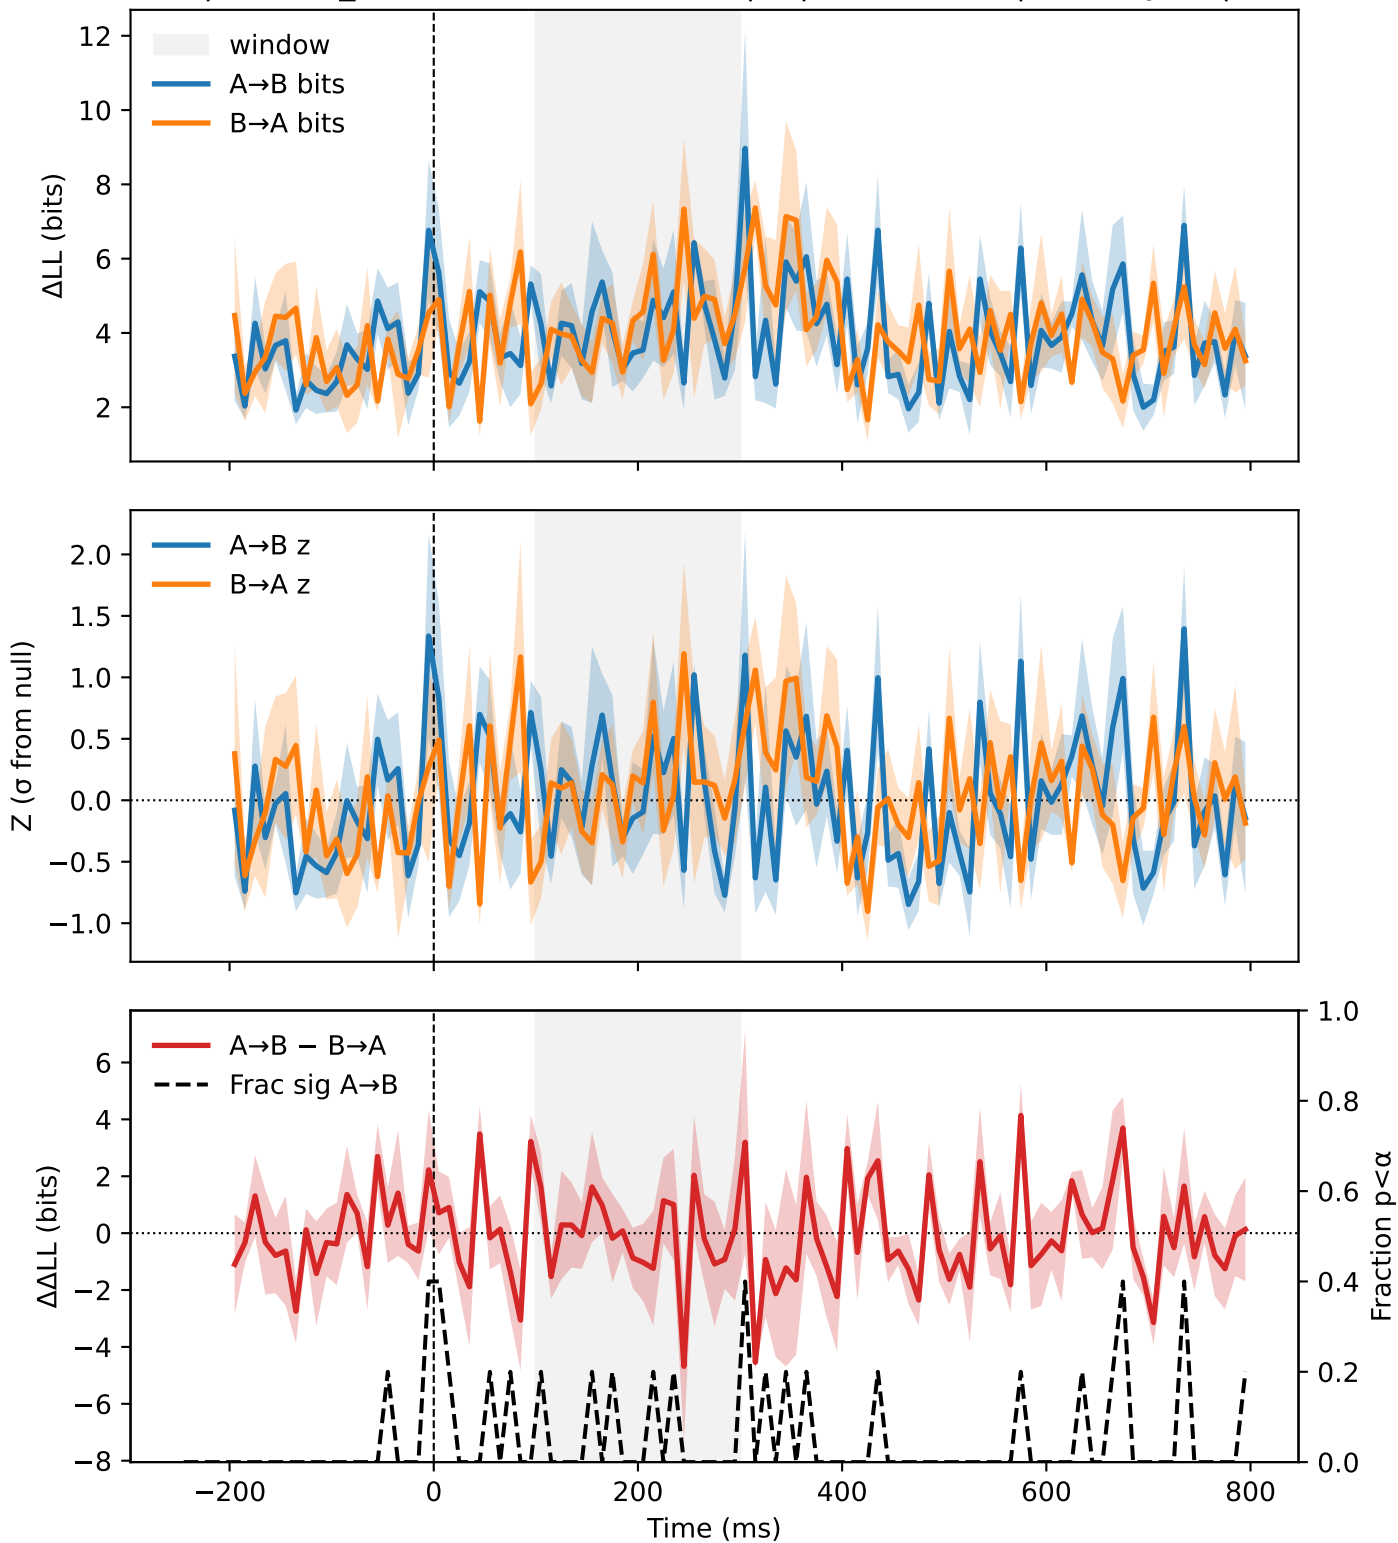 12
10
8
6
4
2
ΔLL (bits)
window
A→B bits
B→A bits
2.0
1.5
1.0
0.5
0.0
−0.5
−1.0
Z (σ from null)
A→B z
B→A z
6
4
2
0
−2
−4
−6
−8
ΔΔLL (bits)
A→B − B→A
Frac sig A→B
1.0
0.8
0.6
0.4
0.2
0.0
Fraction p<α
−200
0
200
400
600
800
Time (ms)